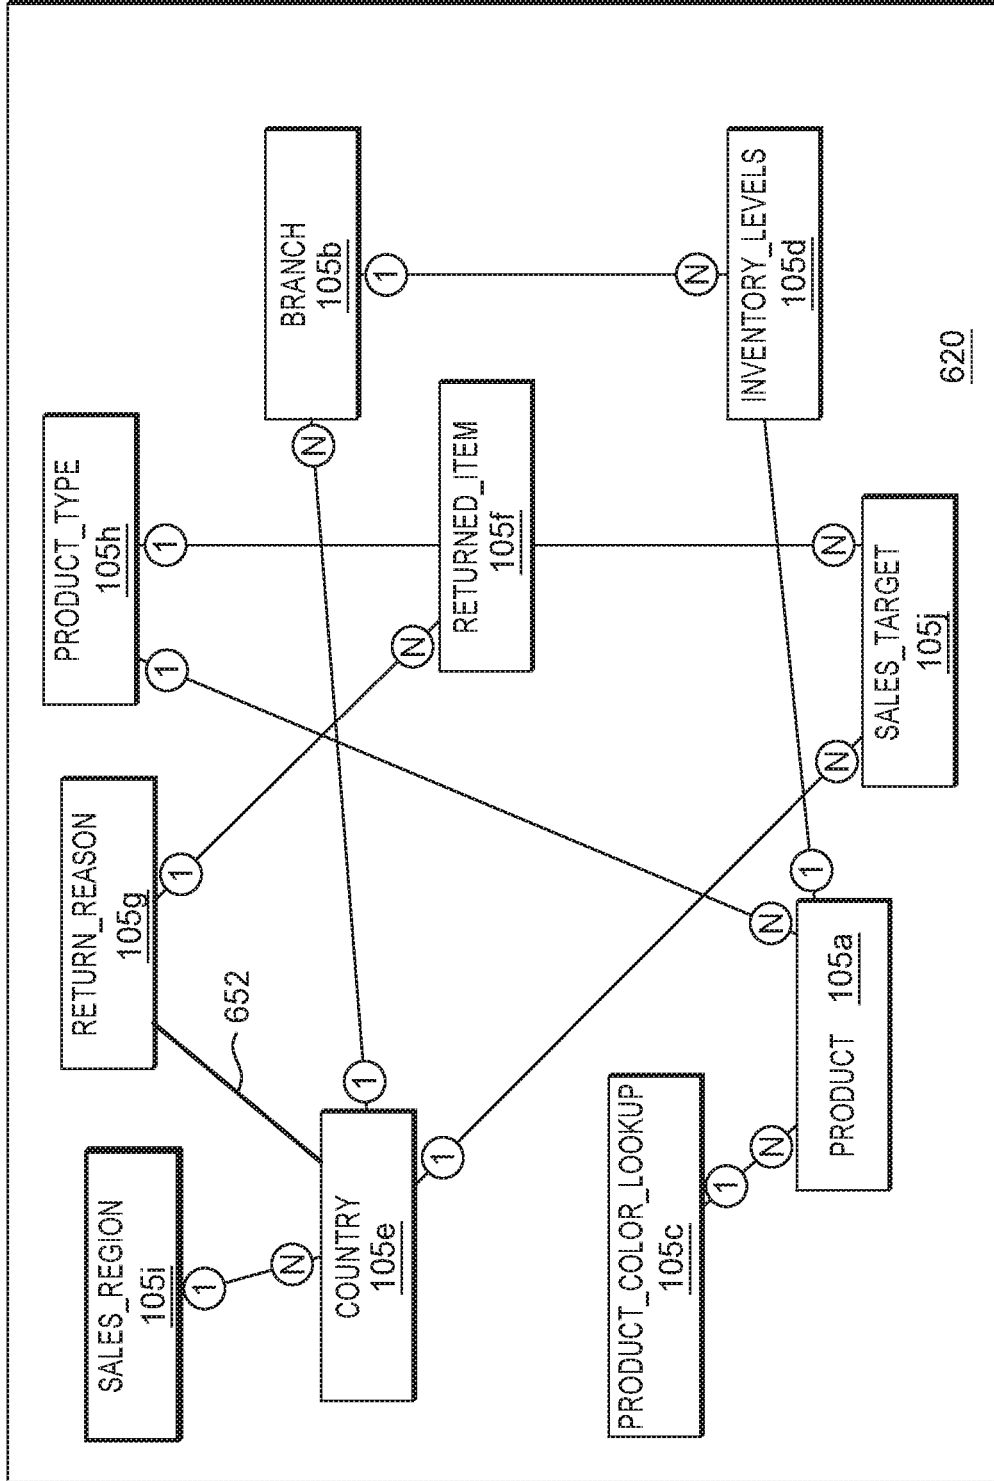 SALES_REGION
105i
1
N
COUNTRY
105e
652
RETURN_REASON
105g
1
1
1
PRODUCT_TYPE
105h
1
1
N
BRANCH
105b
1
N
RETURNED_ITEM
105f
PRODUCT_COLOR_LOOKUP
105c
1
N
PRODUCT 105a
N
1
N
SALES_TARGET
105j
N
N
INVENTORY_LEVELS
105d
620